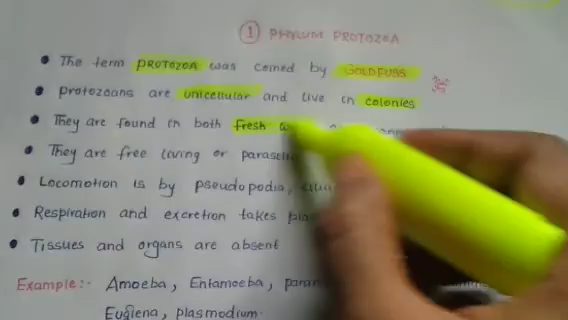 ① PHYLUM PROTOZOA
• The term PROTOZOA was coined by GOLDFUSS
• Protozoans are unicellular and live in colonies
• They are found in both fresh
• They are free living or parasitic
• Locomotion is by pseudopodia,
• Respiration and excretion takes
• Tissues and organs are absent
Example:- Amoeba, Entamoeba,
Euglena, plasmodium.